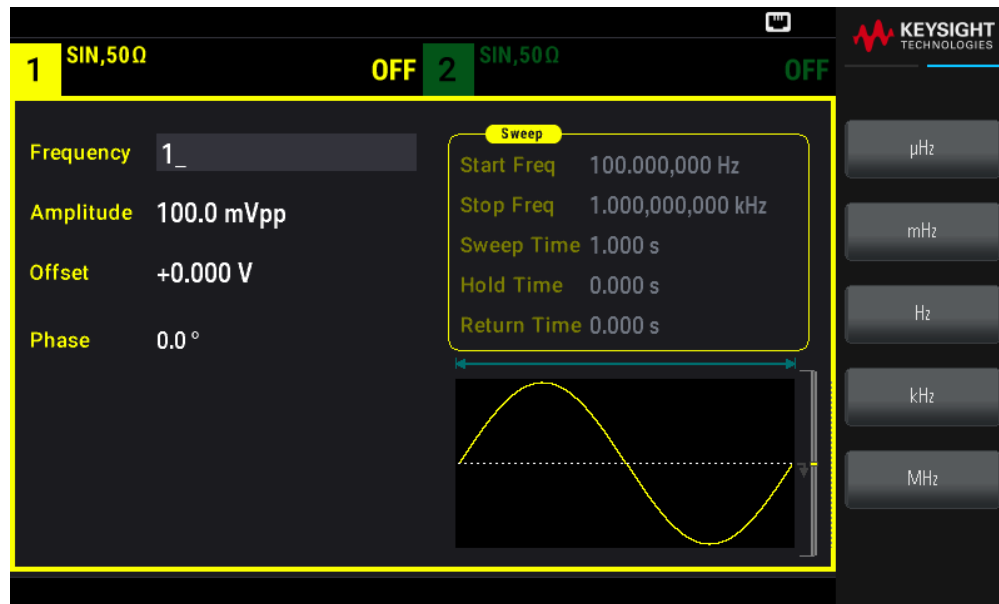 KEYSIGHT
TECHNOLOGIES
1 SIN,50Ω OFF
2 SIN,50Ω OFF
Frequency 1_
Amplitude 100.0 mVpp
Offset +0.000 V
Phase 0.0 °
Sweep
Start Freq 100.000,000 Hz
Stop Freq 1.000,000,000 kHz
Sweep Time 1.000 s
Hold Time 0.000 s
Return Time 0.000 s
µHz
mHz
Hz
kHz
MHz